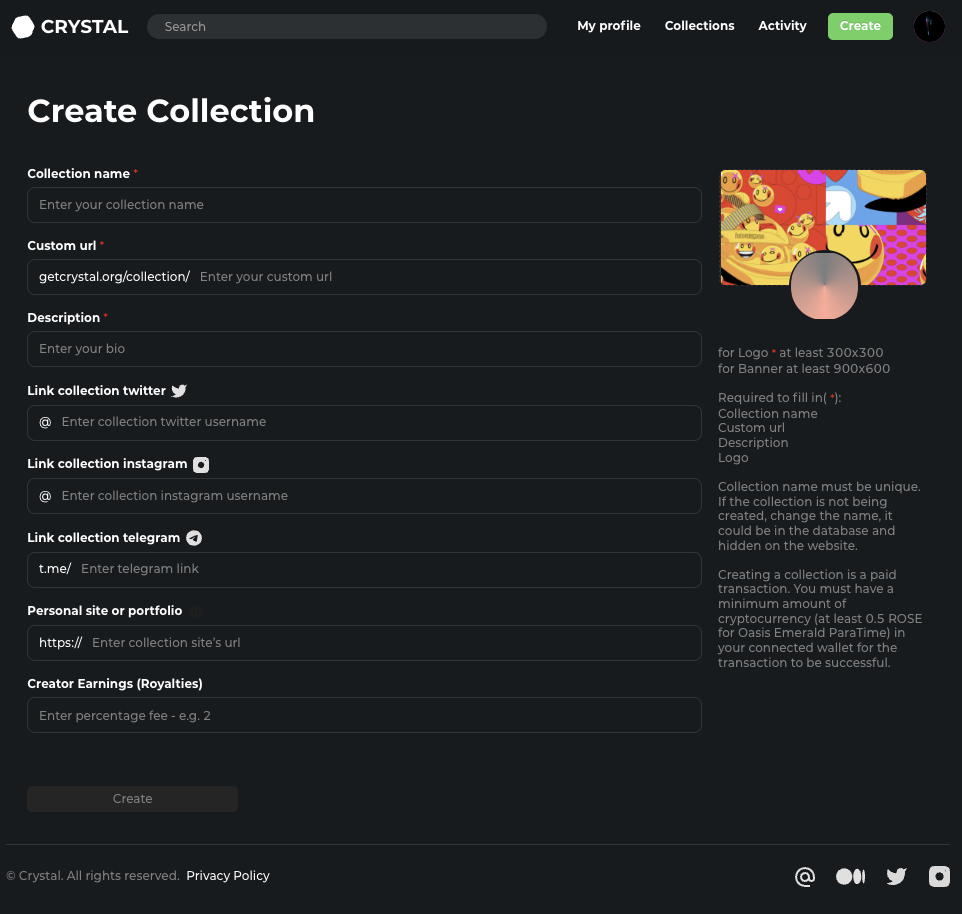 CRYSTAL
Search
My profile
Collections
Activity
Create
Create Collection
Collection name *
Enter your collection name
Custom url *
getcrystal.org/collection/ Enter your custom url
Description *
Enter your bio
Link collection twitter
@ Enter collection twitter username
Link collection instagram
@ Enter collection instagram username
Link collection telegram
t.me/ Enter telegram link
Personal site or portfolio
https:// Enter collection site's url
Creator Earnings (Royalties)
Enter percentage fee - e.g. 2
Create
for Logo * at least 300x300
for Banner at least 900x600
Required to fill in( *):
Collection name
Custom url
Description
Logo
Collection name must be unique.
If the collection is not being
created, change the name, it
could be in the database and
hidden on the website.
Creating a collection is a paid
transaction. You must have a
minimum amount of
cryptocurrency (at least 0.5 ROSE
for Oasis Emerald ParaTime) in
your connected wallet for the
transaction to be successful.
© Crystal. All rights reserved. Privacy Policy